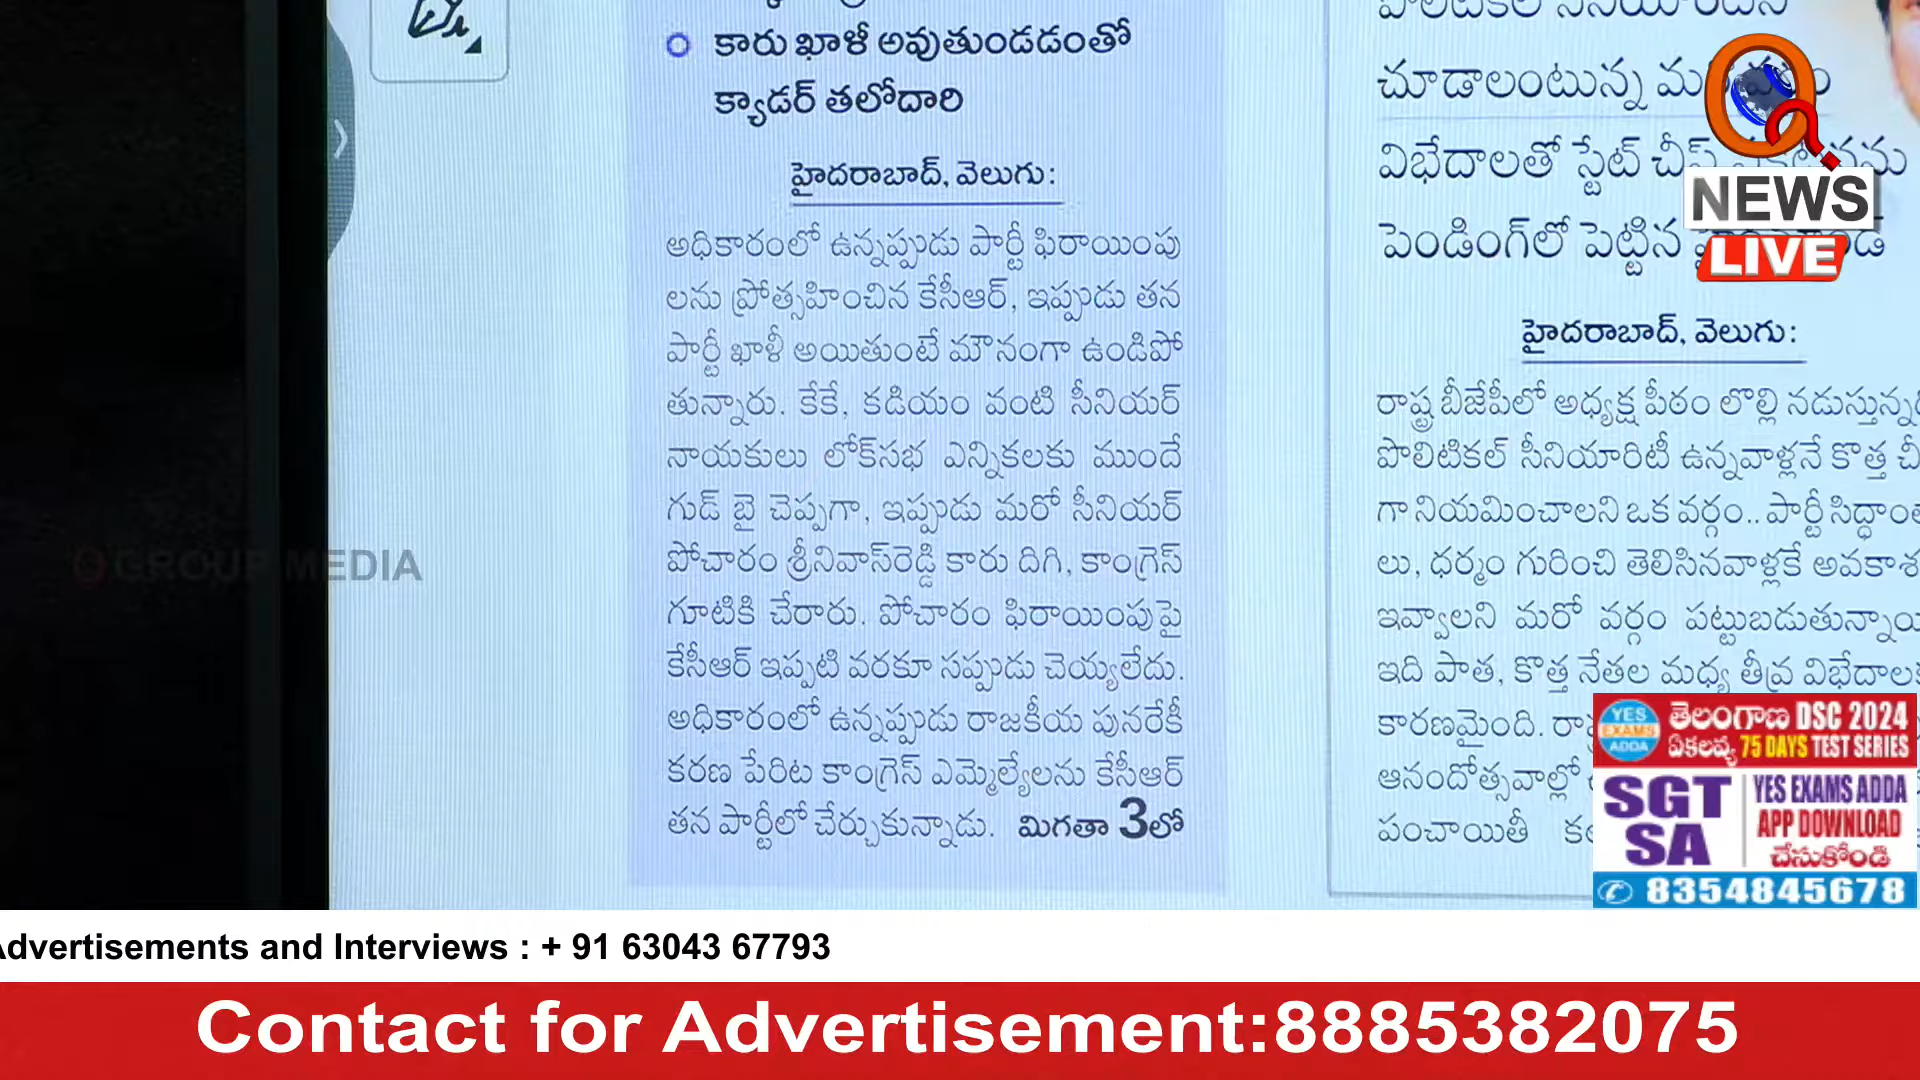 కారు ఖాళీ అవుతుండడంతో
క్యాడర్ తలోదారి
హైదరాబాద్, వెలుగు:
అధికారంలో ఉన్నప్పుడు పార్టీ ఫిరాయింపు
లను ప్రోత్సహించిన కేసీఆర్, ఇప్పుడు తన
పార్టీ ఖాళీ అయితుంటే మౌనంగా ఉండిపో
తున్నారు. కేకే, కడియం వంటి సీనియర్
నాయకులు లోక్‌సభ ఎన్నికలకు ముందే
గుడ్ బై చెప్పగా, ఇప్పుడు మరో సీనియర్
పోచారం శ్రీనివాస్‌రెడ్డి కారు దిగి, కాంగ్రెస్
గూటికి చేరారు. పోచారం ఫిరాయింపుపై
కేసీఆర్ ఇప్పటి వరకూ సప్పుడు చెయ్యలేదు.
అధికారంలో ఉన్నప్పుడు రాజకీయ పునరేకీ
కరణ పేరిట కాంగ్రెస్ ఎమ్మెల్యేలను కేసీఆర్
తన పార్టీలో చేర్చుకున్నాడు. మిగతా 3లో
చూడాలంటున్న
విభేదాలతో స్టేట్ చీఫ్
పెండింగ్‌లో పెట్టిన
హైదరాబాద్, వెలుగు:
రాష్ట్ర బీజేపీలో అధ్యక్ష పీఠం లొల్లి
పొలిటికల్ సీనియారిటీ ఉన్నవాళ్లనే కొత్త
గా నియమించాలని ఒక వర్గం.. పార్టీ
లు, ధర్మం గురించి తెలిసినవాళ్లకే
ఇవ్వాలని మరో వర్గం
ఇది పాత, కొత్త నేతల మధ్య తీవ్ర
కారణమైంది.
ఆనందోత్సవాల్లో
పంచాయితీ
NEWS
LIVE
GROUP MEDIA
YES EXAMS ADDA
తెలంగాణ DSC 2024
ఏకలవ్య 75 DAYS TEST SERIES
SGT
SA
YES EXAMS ADDA
APP DOWNLOAD
చేసుకోండి
8354845678
dvertisements and Interviews : + 91 63043 67793
Contact for Advertisement:8885382075